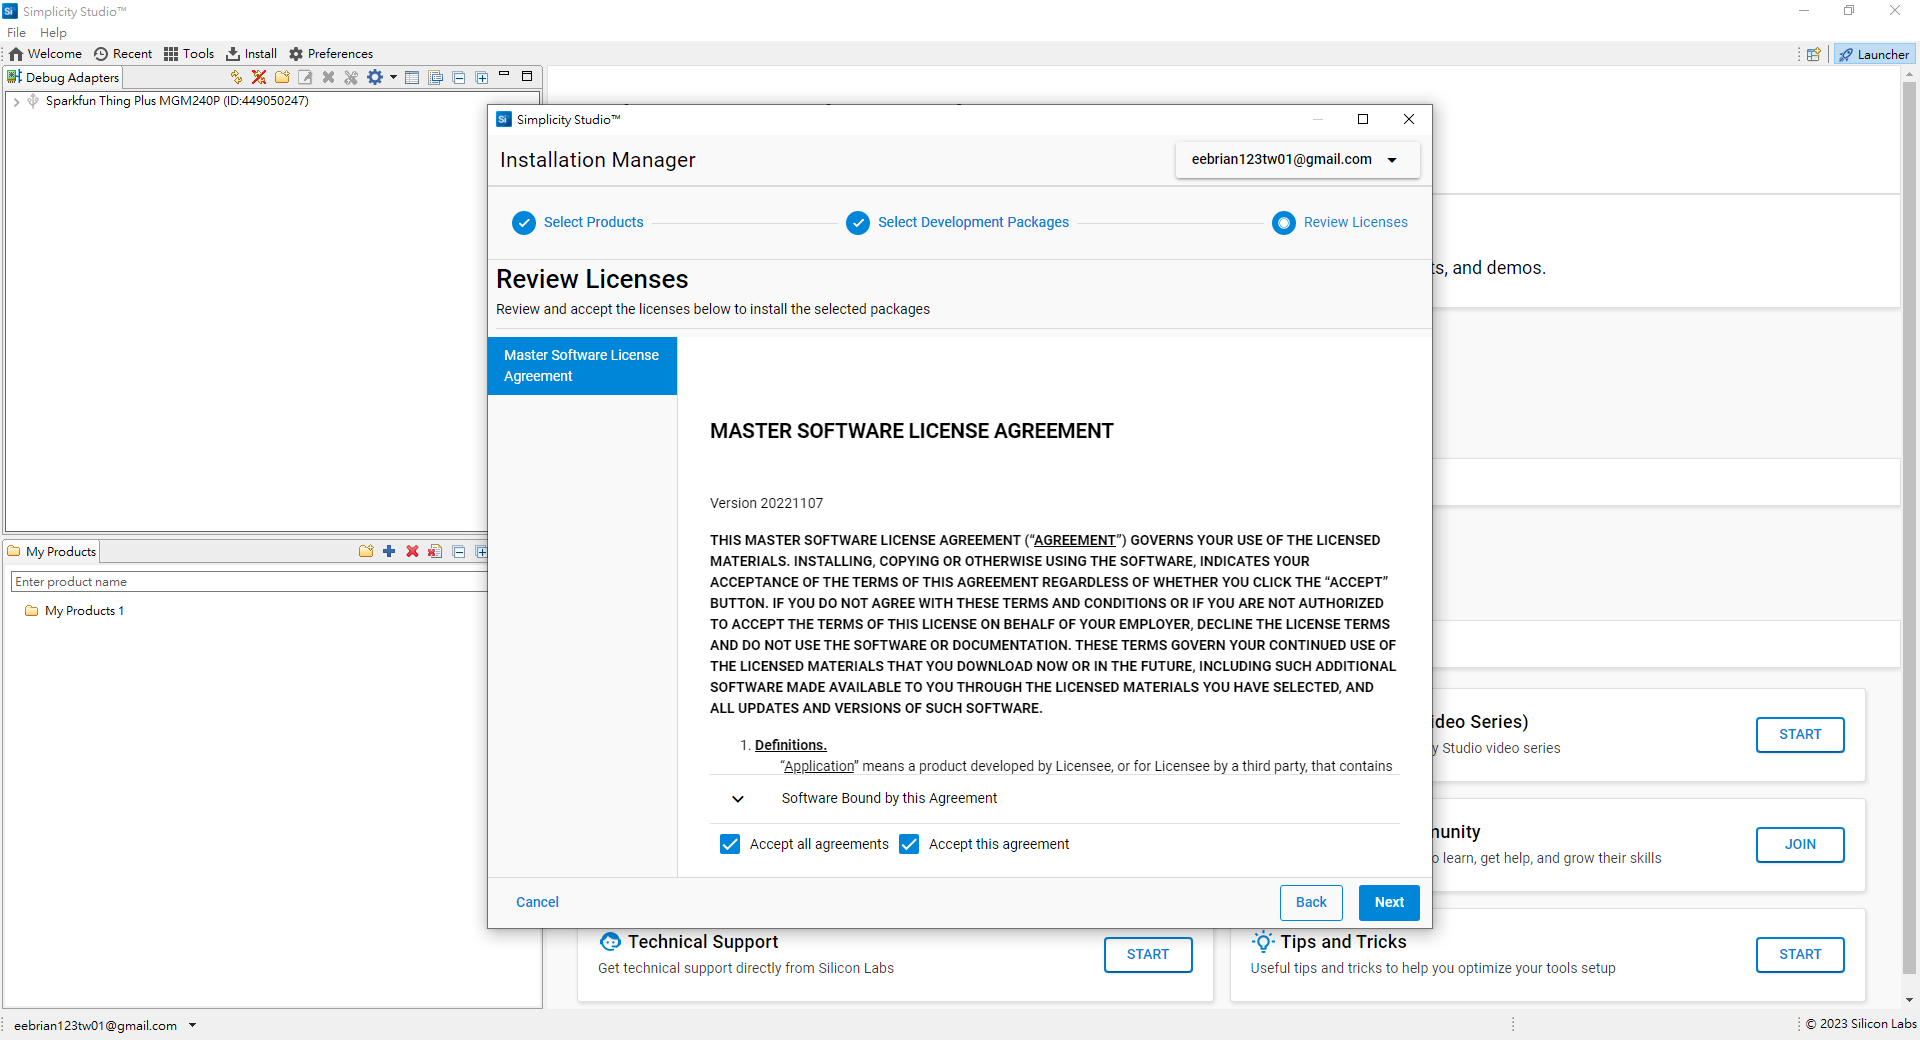 Simplicity Studio™
File Help
Welcome Recent Tools Install Preferences
Launcher
Debug Adapters
Sparkfun Thing Plus MGM240P (ID:449050247)
Simplicity Studio™
Installation Manager
eebrian123tw01@gmail.com
Select Products
Select Development Packages
Review Licenses
ts, and demos.
Review Licenses
Review and accept the licenses below to install the selected packages
Master Software License
Agreement
MASTER SOFTWARE LICENSE AGREEMENT
Version 20221107
THIS MASTER SOFTWARE LICENSE AGREEMENT (“AGREEMENT”) GOVERNS YOUR USE OF THE LICENSED
MATERIALS. INSTALLING, COPYING OR OTHERWISE USING THE SOFTWARE, INDICATES YOUR
ACCEPTANCE OF THE TERMS OF THIS AGREEMENT REGARDLESS OF WHETHER YOU CLICK THE “ACCEPT”
BUTTON. IF YOU DO NOT AGREE WITH THESE TERMS AND CONDITIONS OR IF YOU ARE NOT AUTHORIZED
TO ACCEPT THE TERMS OF THIS LICENSE ON BEHALF OF YOUR EMPLOYER, DECLINE THE LICENSE TERMS
AND DO NOT USE THE SOFTWARE OR DOCUMENTATION. THESE TERMS GOVERN YOUR CONTINUED USE OF
THE LICENSED MATERIALS THAT YOU DOWNLOAD NOW OR IN THE FUTURE, INCLUDING SUCH ADDITIONAL
SOFTWARE MADE AVAILABLE TO YOU THROUGH THE LICENSED MATERIALS YOU HAVE SELECTED, AND
ALL UPDATES AND VERSIONS OF SUCH SOFTWARE.
1. Definitions.
“Application” means a product developed by Licensee, or for Licensee by a third party, that contains
Software Bound by this Agreement
Accept all agreements Accept this agreement
Cancel Back Next
My Products
Enter product name
My Products 1
ideo Series)
y Studio video series
START
nunity
o learn, get help, and grow their skills
JOIN
Technical Support
Get technical support directly from Silicon Labs
START
Tips and Tricks
Useful tips and tricks to help you optimize your tools setup
START
eebrian123tw01@gmail.com
© 2023 Silicon Labs